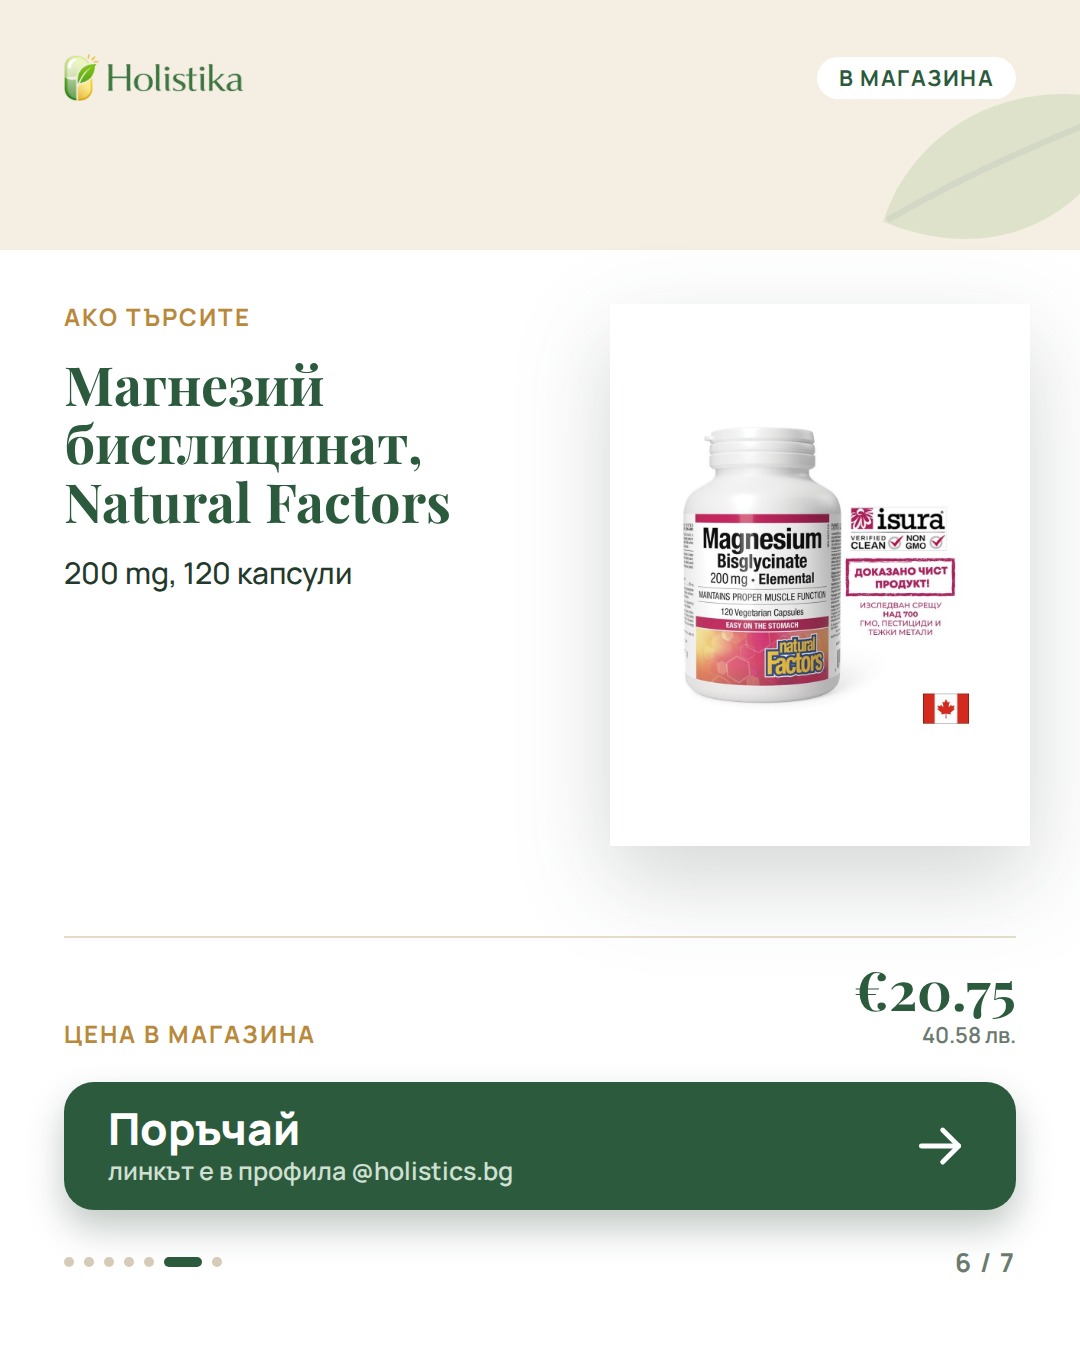 Holistika
В МАГАЗИНА
АКО ТЪРСИТЕ
Магнезий
бисглицинат,
Natural Factors
200 mg, 120 капсули
Magnesium
Bisglycinate
200 mg • Elemental
MAINTAINS PROPER MUSCLE FUNCTION
120 Vegetarian Capsules
EASY ON THE STOMACH
natural
Factors
isura
VERIFIED
CLEAN
NON
GMO
ДОКАЗАНО ЧИСТ
ПРОДУКТ!
ИЗСЛЕДВАН СРЕЩУ
НАД 700
ГМО, ПЕСТИЦИДИ И
ТЕЖКИ МЕТАЛИ
ЦЕНА В МАГАЗИНА
€20.75
40.58 лв.
Поръчай
линкът е в профила @holistics.bg
6 / 7